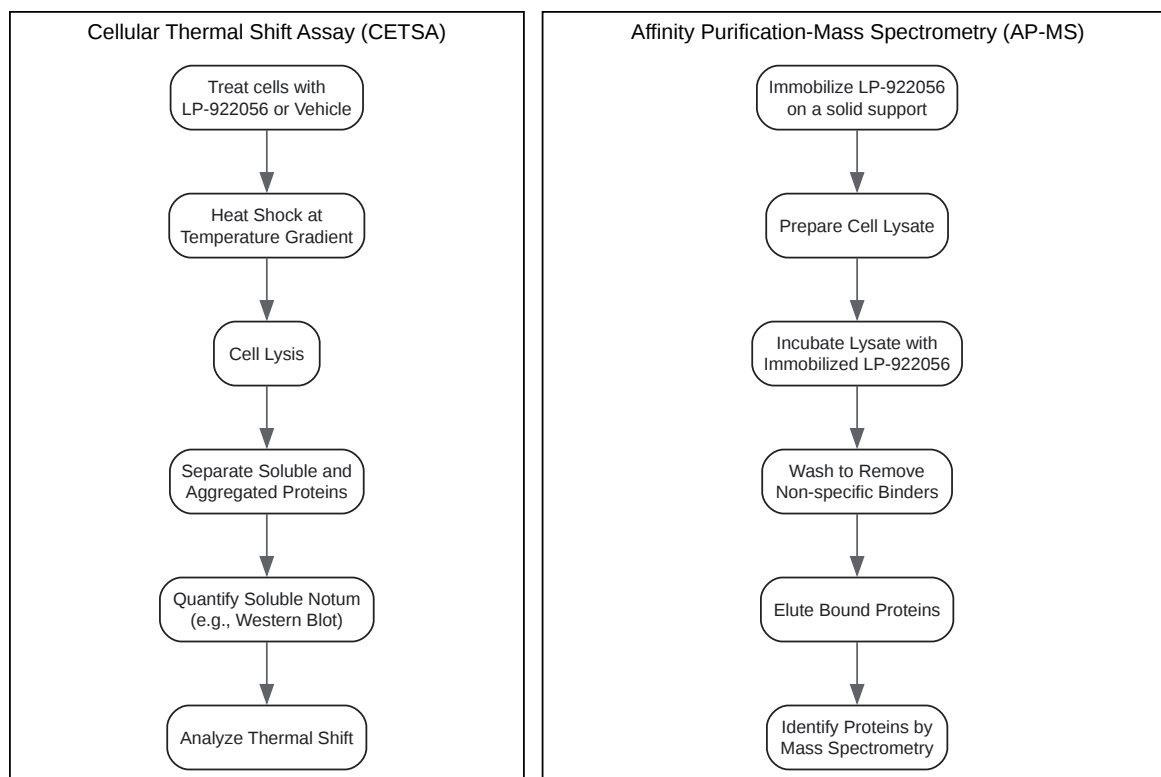 Cellular Thermal Shift Assay (CETSA)
Treat cells with
LP-922056 or Vehicle
Heat Shock at
Temperature Gradient
Cell Lysis
Separate Soluble and
Aggregated Proteins
Quantify Soluble Notum
(e.g., Western Blot)
Analyze Thermal Shift
Affinity Purification-Mass Spectrometry (AP-MS)
Immobilize LP-922056
on a solid support
Prepare Cell Lysate
Incubate Lysate with
Immobilized LP-922056
Wash to Remove
Non-specific Binders
Elute Bound Proteins
Identify Proteins by
Mass Spectrometry